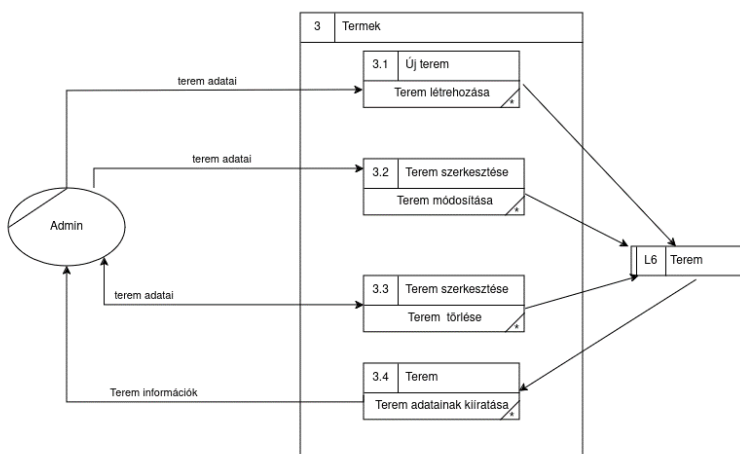 3 Termek
3.1 Új terem
terem adatai
Terem létrehozása
*
terem adatai
3.2 Terem szerkesztése
Terem módosítása
*
Admin
L6 Terem
3.3 Terem szerkesztése
terem adatai
Terem törlése
*
3.4 Terem
Terem információk
Terem adatainak kiíratása
*